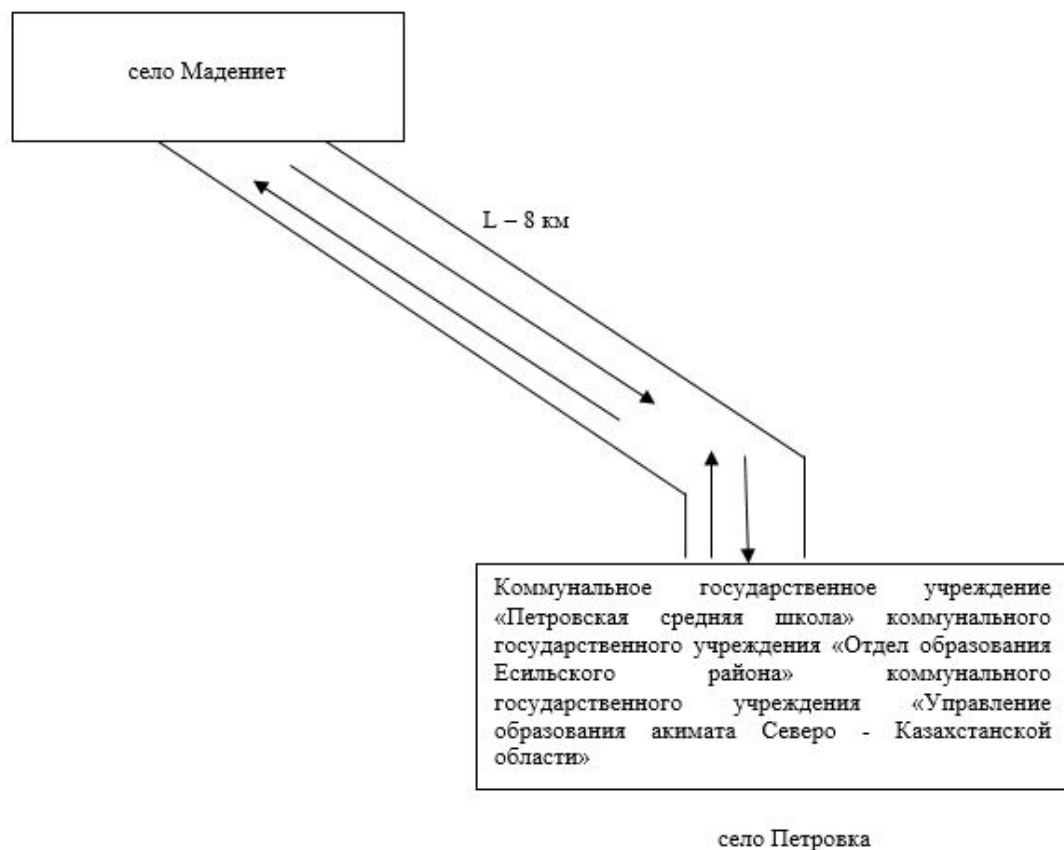 село Мадениет
L – 8 км
Коммунальное государственное учреждение
«Петровская средняя школа» коммунального
государственного учреждения «Отдел образования
Есильского района» коммунального
государственного учреждения «Управление
образования акимата Северо - Казахстанской
области»
село Петровка